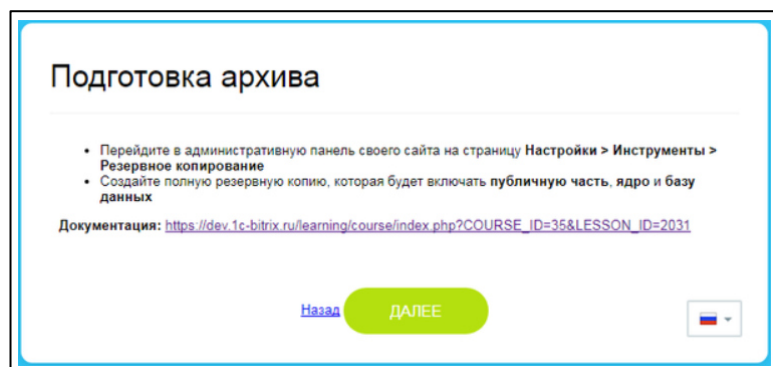 Подготовка архива
• Перейдите в административную панель своего сайта на страницу Настройки > Инструменты >
Резервное копирование
• Создайте полную резервную копию, которая будет включать публичную часть, ядро и базу
данных
Документация: https://dev.1c-bitrix.ru/learning/course/index.php?COURSE_ID=35&LESSON_ID=2031
Назад ДАЛЕЕ